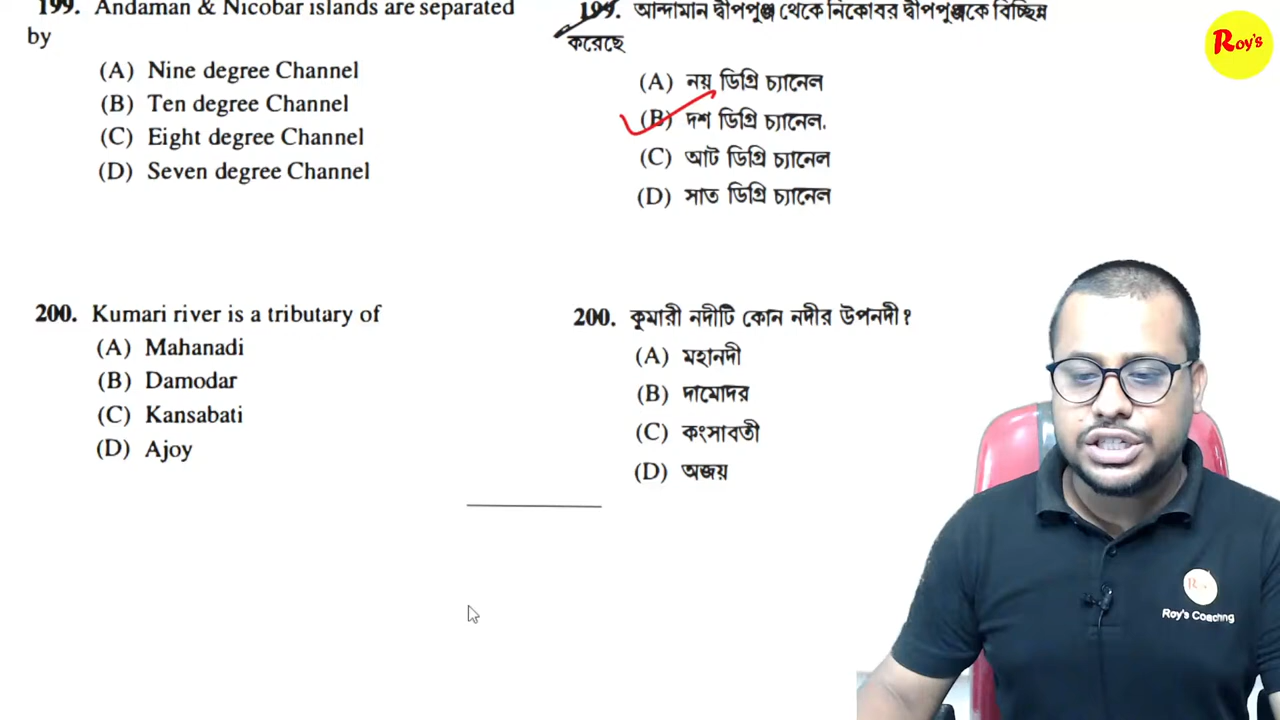 199. Andaman & Nicobar islands are separated
by
(A) Nine degree Channel
(B) Ten degree Channel
(C) Eight degree Channel
(D) Seven degree Channel
200. Kumari river is a tributary of
(A) Mahanadi
(B) Damodar
(C) Kansabati
(D) Ajoy
199. আন্দামান দ্বীপপুঞ্জ থেকে নিকোবর দ্বীপপুঞ্জকে বিচ্ছিন্ন
করেছে
(A) নয় ডিগ্রি চ্যানেল
(B) দশ ডিগ্রি চ্যানেল.
(C) আট ডিগ্রি চ্যানেল
(D) সাত ডিগ্রি চ্যানেল
200. কুমারী নদীটি কোন নদীর উপনদী?
(A) মহানদী
(B) দামোদর
(C) কংসাবতী
(D) অজয়
Roy's
Roy's Coaching